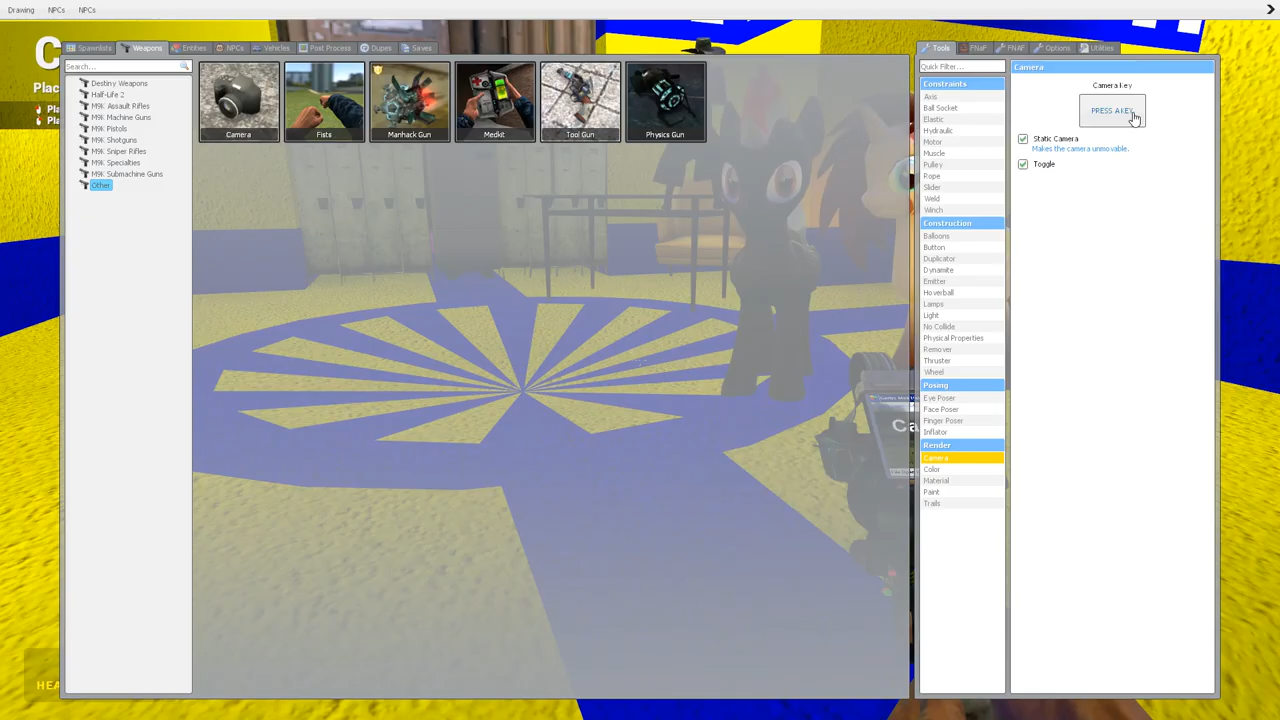 Drawing NPCs NPCs
C
Plac
Pla
Pla
Spawnlists Weapons Entities NPCs Vehicles Post Process Dupes Saves
Search...
Destiny Weapons
Half-Life 2
M9K Assault Rifles
M9K Machine Guns
M9K Pistols
M9K Shotguns
M9K Sniper Rifles
M9K Specialties
M9K Submachine Guns
Other
Camera Fists Manhack Gun Medkit Tool Gun Physics Gun
Ca
HEA
Tools FNaF FNAF Options Utilities
Quick Filter...
Constraints
Axis
Ball Socket
Elastic
Hydraulic
Motor
Muscle
Pulley
Rope
Slider
Weld
Winch
Construction
Balloons
Button
Duplicator
Dynamite
Emitter
Hoverball
Lamps
Light
No Collide
Physical Properties
Remover
Thruster
Wheel
Posing
Eye Poser
Face Poser
Finger Poser
Inflator
Render
Camera
Color
Material
Paint
Trails
Camera
Camera Key
PRESS A KEY
Static Camera
Makes the camera unmovable.
Toggle